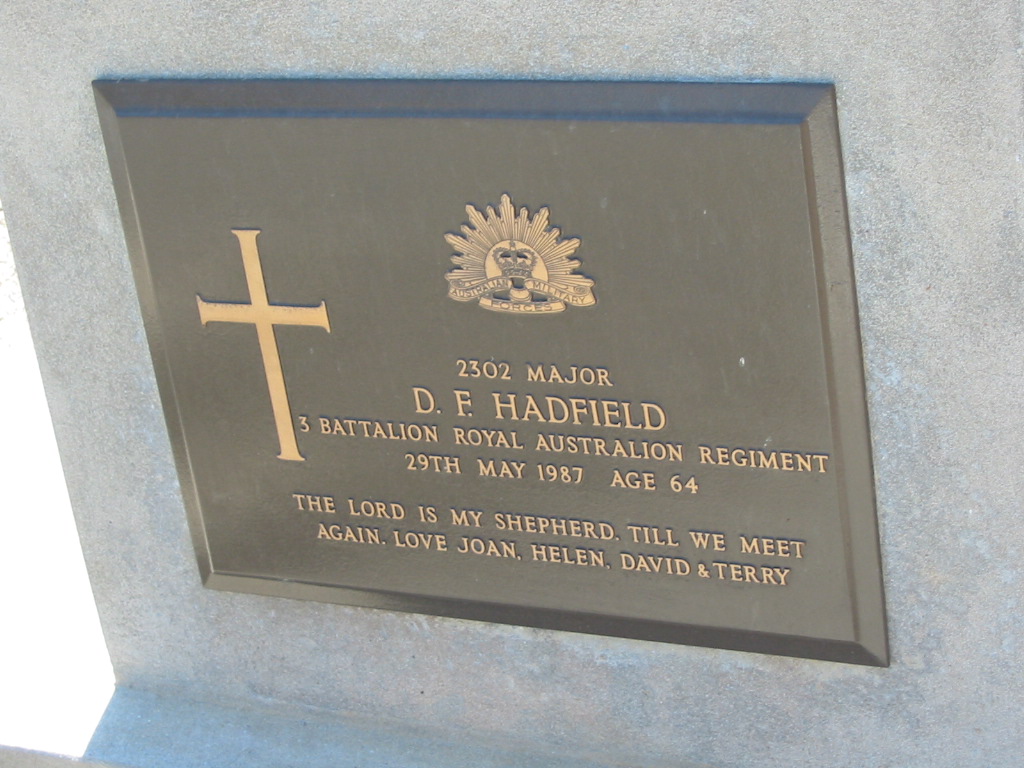 AUSTRALIAN MILITARY
FORCES
2302 MAJOR
D. F. HADFIELD
3 BATTALION ROYAL AUSTRALION REGIMENT
29TH MAY 1987 AGE 64
THE LORD IS MY SHEPHERD. TILL WE MEET
AGAIN. LOVE JOAN. HELEN. DAVID & TERRY